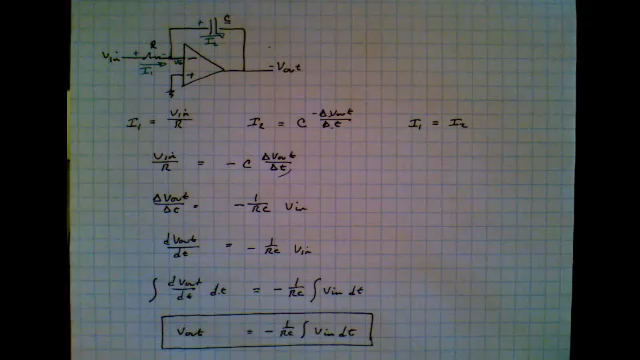 + C
Vin + R - I2
I1 - + Vout
I1 = Vin/R I2 = C -ΔVout/Δt I1 = I2
Vin/R = - C ΔVout/Δt
ΔVout/Δt = - 1/RC Vin
dVout/dt = - 1/RC Vin
∫ dVout/dt dt = - 1/RC ∫ Vin dt
Vout = - 1/RC ∫ Vin dt